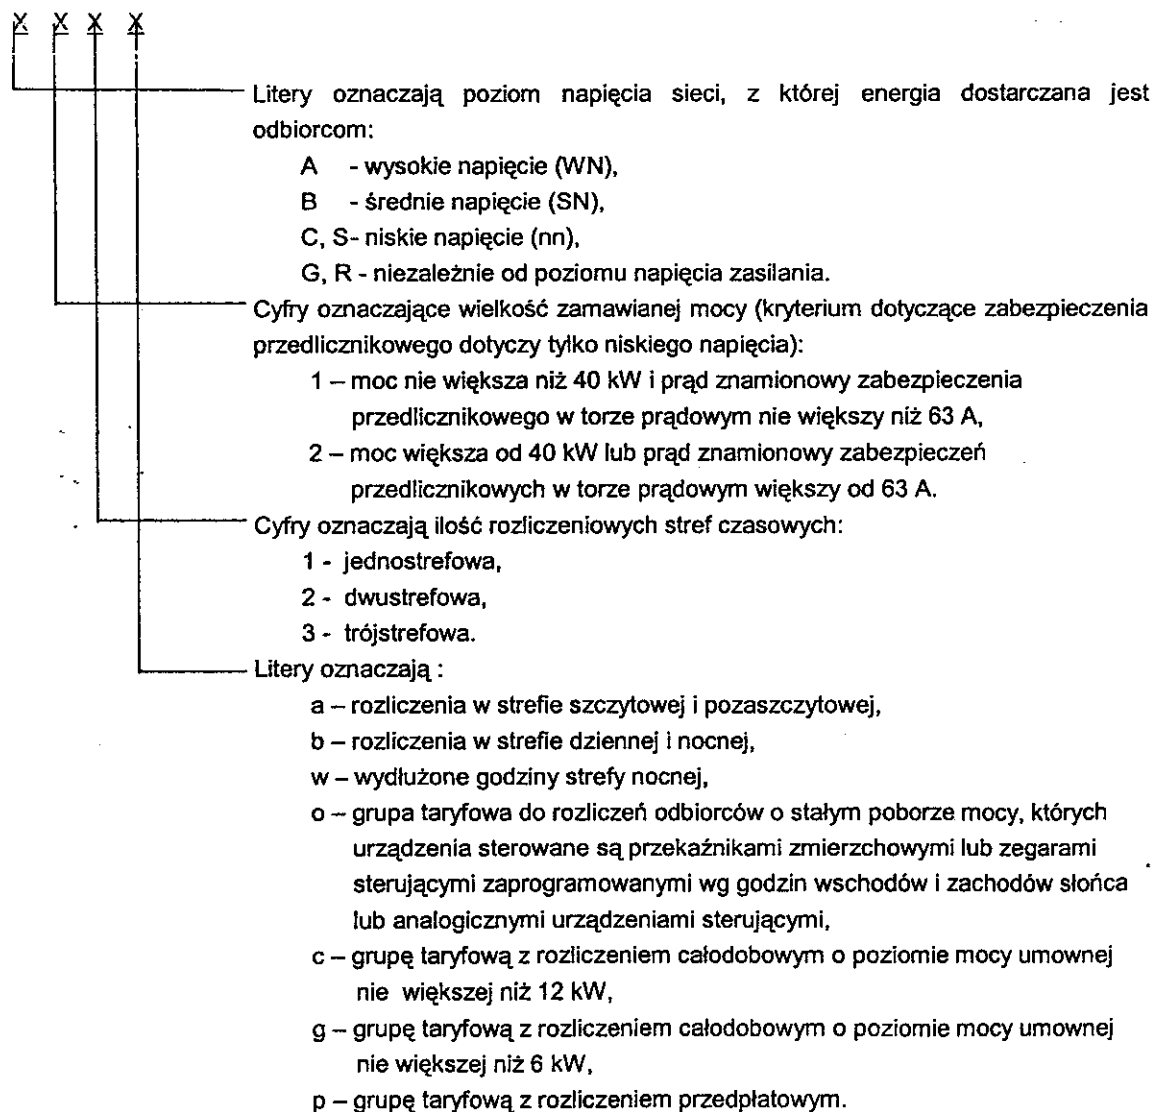 X X X X
Litery oznaczają poziom napięcia sieci, z której energia dostarczana jest
odbiorcom:
A - wysokie napięcie (WN),
B - średnie napięcie (SN),
C, S- niskie napięcie (nn),
G, R - niezależnie od poziomu napięcia zasilania.
Cyfry oznaczające wielkość zamawianej mocy (kryterium dotyczące zabezpieczenia
przedlicznikowego dotyczy tylko niskiego napięcia):
1 – moc nie większa niż 40 kW i prąd znamionowy zabezpieczenia
przedlicznikowego w torze prądowym nie większy niż 63 A,
2 – moc większa od 40 kW lub prąd znamionowy zabezpieczeń
przedlicznikowych w torze prądowym większy od 63 A.
Cyfry oznaczają ilość rozliczeniowych stref czasowych:
1 - jednostrefowa,
2 - dwustrefowa,
3 - trójstrefowa.
Litery oznaczają :
a – rozliczenia w strefie szczytowej i pozaszczytowej,
b – rozliczenia w strefie dziennej i nocnej,
w – wydłużone godziny strefy nocnej,
o – grupa taryfowa do rozliczeń odbiorców o stałym poborze mocy, których
urządzenia sterowane są przekaźnikami zmierzchowymi lub zegarami
sterującymi zaprogramowanymi wg godzin wschodów i zachodów słońca
lub analogicznymi urządzeniami sterującymi,
c – grupę taryfową z rozliczeniem całodobowym o poziomie mocy umownej
nie większej niż 12 kW,
g – grupę taryfową z rozliczeniem całodobowym o poziomie mocy umownej
nie większej niż 6 kW,
p – grupę taryfową z rozliczeniem przedpłatowym.